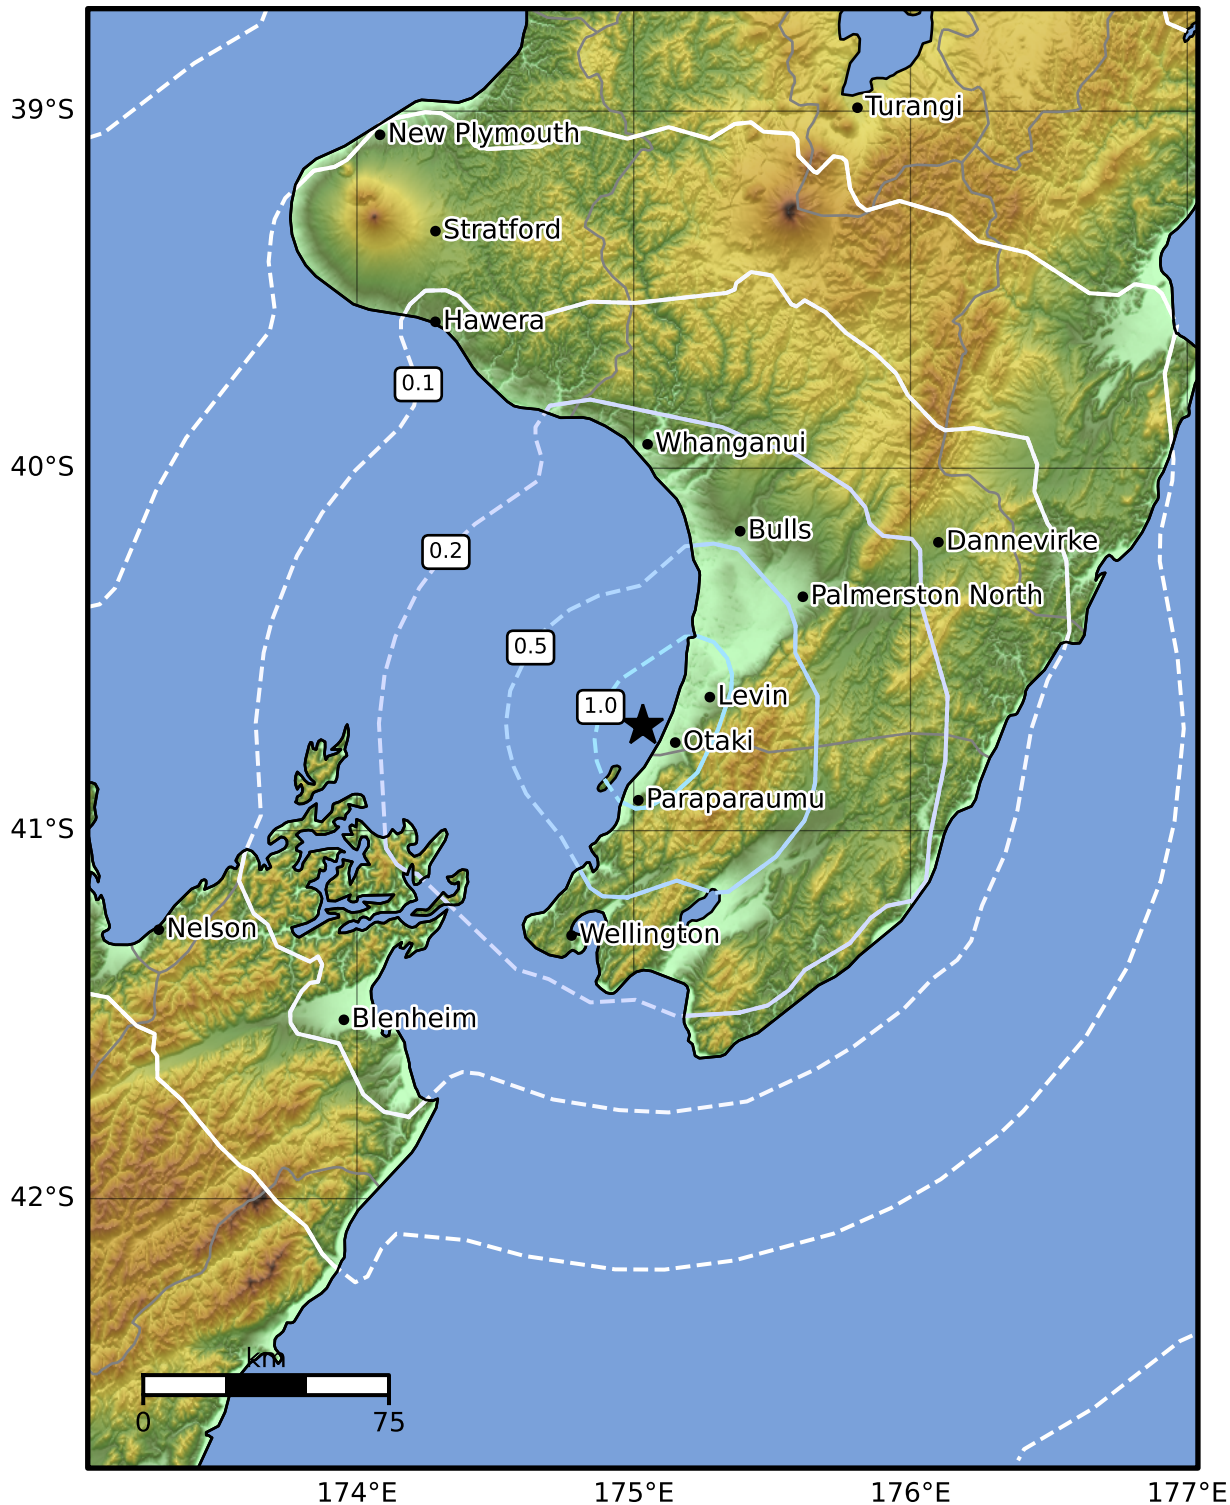 39°S
Turangi
New Plymouth
Stratford
Hawera
0.1
Whanganui
40°S
Bulls
Dannevirke
0.2
Palmerston North
0.5
Levin
1.0
Otaki
Paraparaumu
41°S
Nelson
Wellington
Blenheim
42°S
km
0
75
174°E
175°E
176°E
177°E